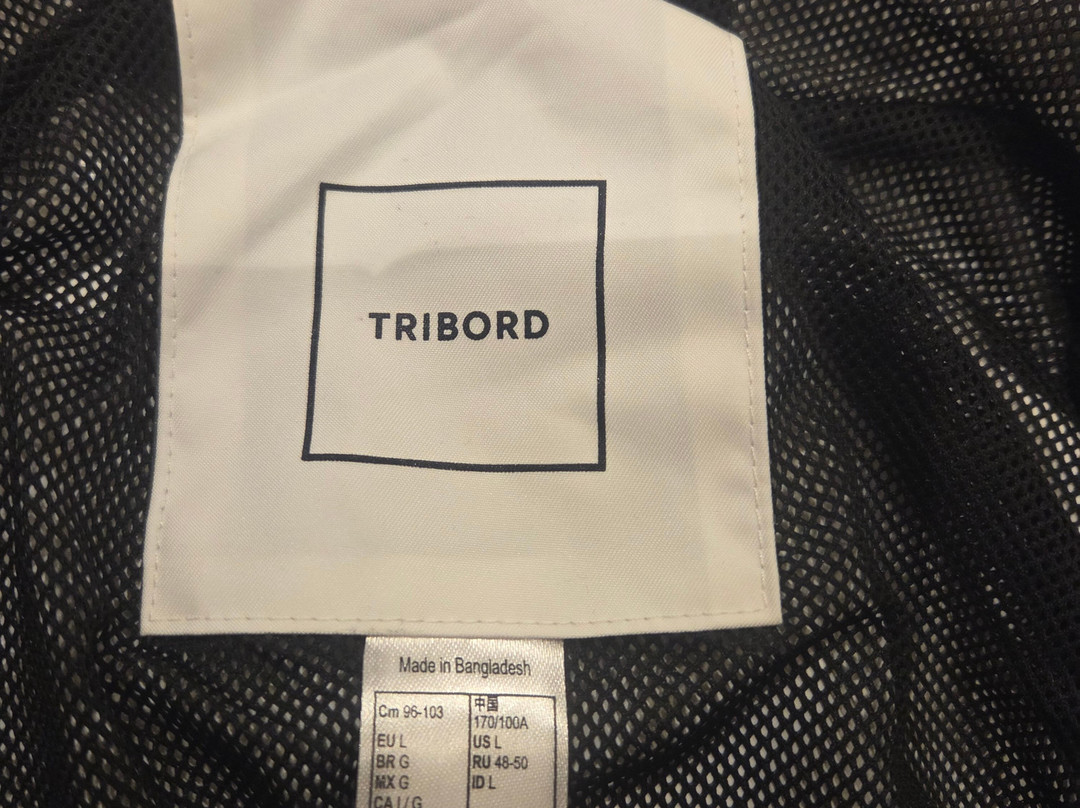 TRIBORD
Made in Bangladesh
Cm 96-103
中国
170/100A
EU L
US L
BR G
RU 48-50
MX G
ID L
CA L/G